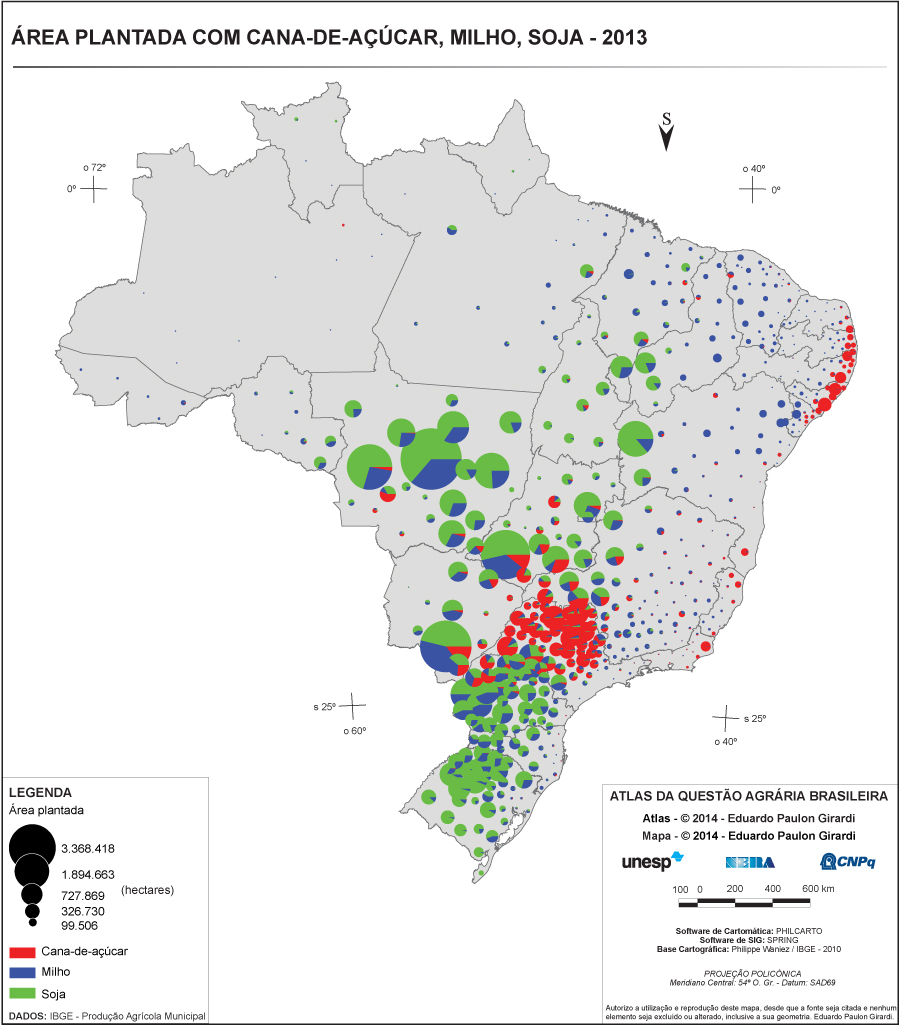 ÁREA PLANTADA COM CANA-DE-AÇÚCAR, MILHO, SOJA - 2013
S
o 72º
0º
o 40º
0º
s 25º
o 60º
s 25º
o 40º
LEGENDA
Área plantada
3.368.418
1.894.663
(hectares)
727.869
326.730
99.506
Cana-de-açúcar
Milho
Soja
DADOS: IBGE - Produção Agrícola Municipal
ATLAS DA QUESTÃO AGRÁRIA BRASILEIRA
Atlas - © 2014 - Eduardo Paulon Girardi
Mapa - © 2014 - Eduardo Paulon Girardi
unesp NERA CNPq
100 0 200 400 600 km
Software de Cartomática: PHILCARTO
Software de SIG: SPRING
Base Cartográfica: Philippe Waniez / IBGE - 2010
PROJEÇÃO POLICÔNICA
Meridiano Central: 54º O. Gr. - Datum: SAD69
Autorizo a utilização e reprodução deste mapa, desde que a fonte seja citada e nenhum
elemento seja excluído ou alterado, inclusive a sua geometria. Eduardo Paulon Girardi.